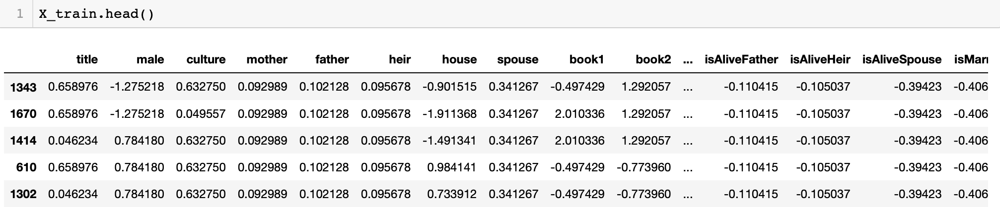 1 X_train.head()
title male culture mother father heir house spouse book1 book2 ... isAliveFather isAliveHeir isAliveSpouse isMarr
1343 0.658976 -1.275218 0.632750 0.092989 0.102128 0.095678 -0.901515 0.341267 -0.497429 1.292057 ... -0.110415 -0.105037 -0.39423 -0.406
1670 0.658976 -1.275218 0.049557 0.092989 0.102128 0.095678 -1.911368 0.341267 2.010336 1.292057 ... -0.110415 -0.105037 -0.39423 -0.406
1414 0.046234 0.784180 0.632750 0.092989 0.102128 0.095678 -1.491341 0.341267 2.010336 1.292057 ... -0.110415 -0.105037 -0.39423 -0.406
610 0.658976 0.784180 0.632750 0.092989 0.102128 0.095678 0.984141 0.341267 -0.497429 -0.773960 ... -0.110415 -0.105037 -0.39423 -0.406
1302 0.046234 0.784180 0.632750 0.092989 0.102128 0.095678 0.733912 0.341267 -0.497429 -0.773960 ... -0.110415 -0.105037 -0.39423 -0.406